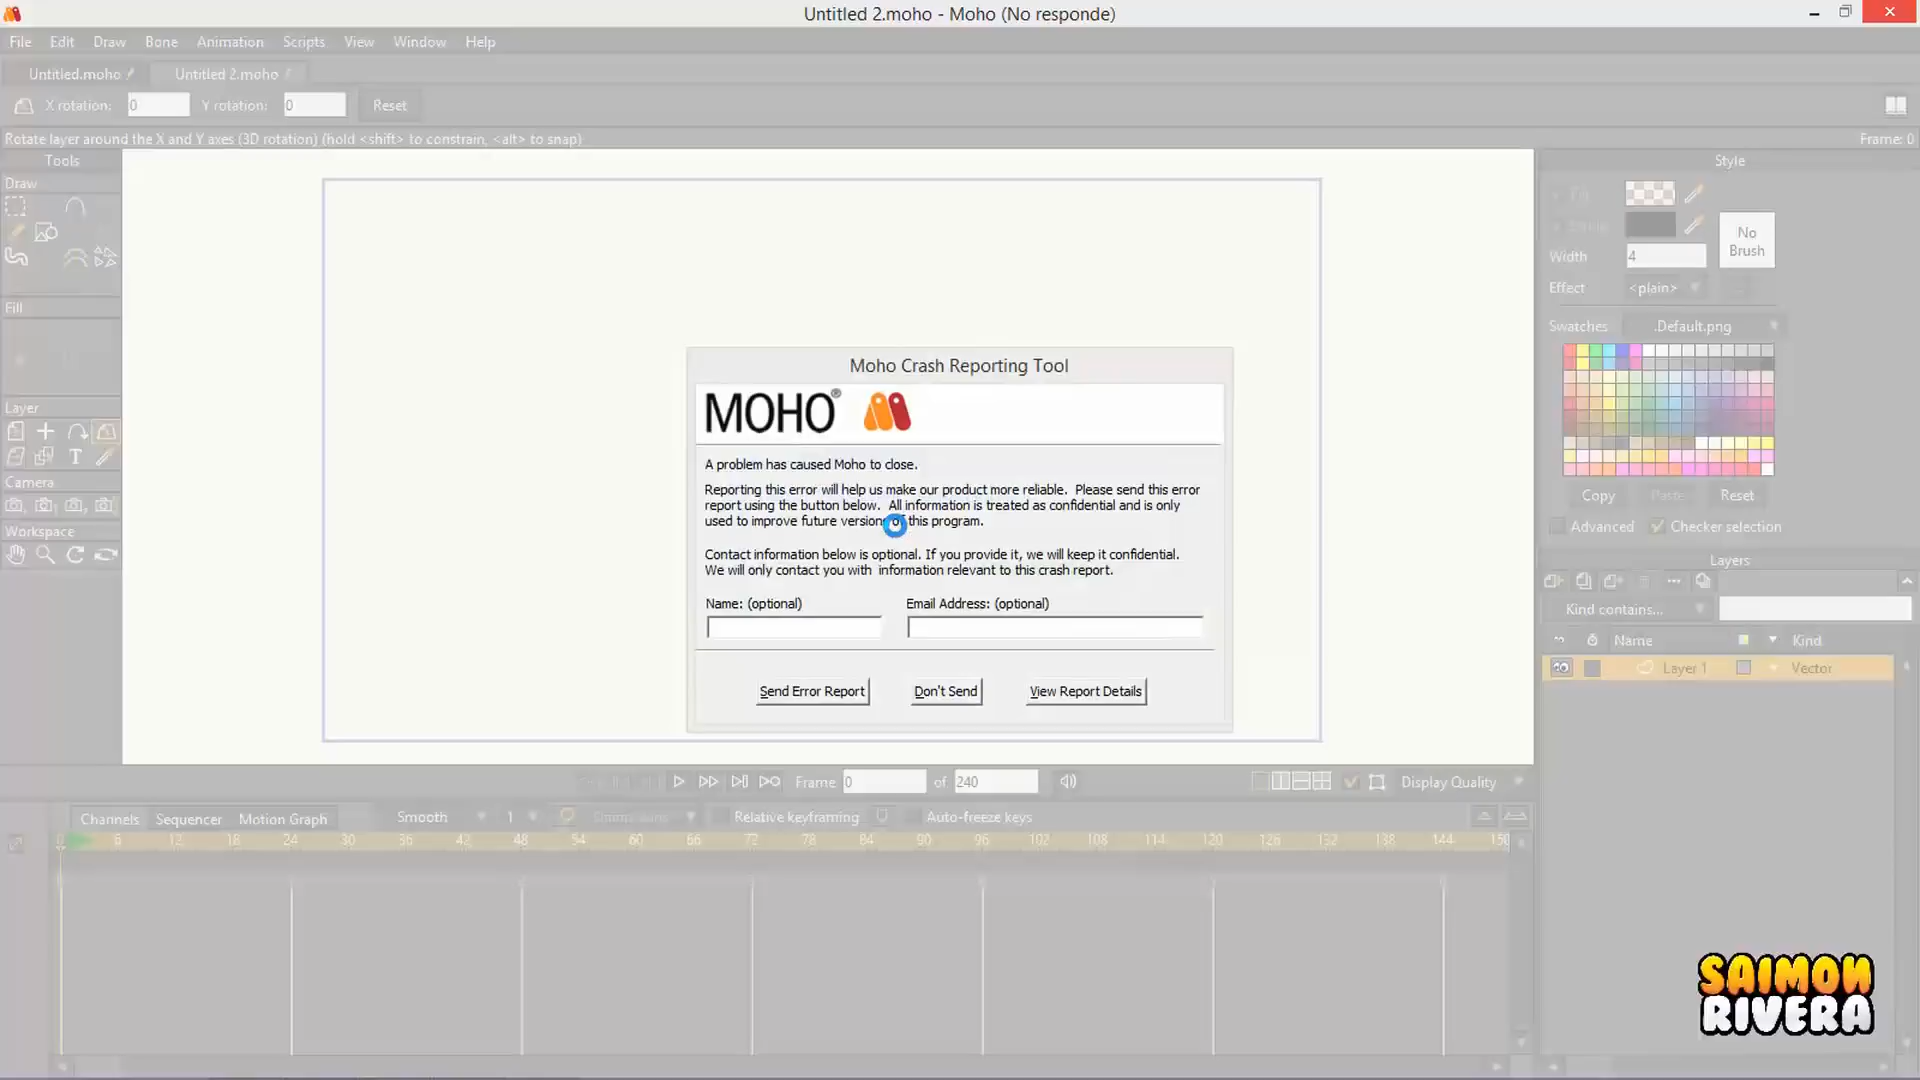 Untitled 2.moho - Moho (No responde)
File Edit Draw Bone Animation Scripts View Window Help
Untitled.moho Untitled 2.moho
X rotation: 0 Y rotation: 0 Reset
Rotate layer around the X and Y axes (3D rotation) (hold <shift> to constrain, <alt> to snap) Frame: 0
Tools
Draw
Fill
Layer
T
Camera
Workspace
Moho Crash Reporting Tool
MOHO®
A problem has caused Moho to close.
Reporting this error will help us make our product more reliable. Please send this error
report using the button below. All information is treated as confidential and is only
used to improve future versions of this program.
Contact information below is optional. If you provide it, we will keep it confidential.
We will only contact you with information relevant to this crash report.
Name: (optional) Email Address: (optional)
Send Error Report Don't Send View Report Details
Style
No
Brush
Width 4
Effect <plain>
Swatches .Default.png
Copy Paste Reset
Advanced Checker selection
Layers
Kind contains...
Name Kind
Layer 1 Vector
Frame 0 of 240 Display Quality
Channels Sequencer Motion Graph Smooth 1 Relative keyframing Auto-freeze keys
0 6 12 18 24 30 36 42 48 54 60 66 72 78 84 90 96 102 108 114 120 126 132 138 144 150
SAIMON
RIVERA